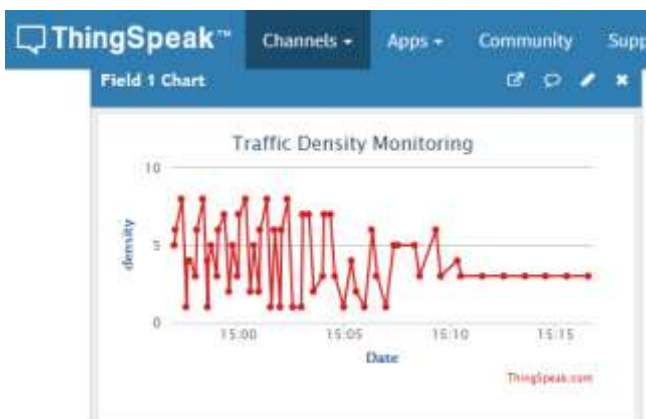 ThingSpeak™ Channels Apps Community Supp
Field 1 Chart
Traffic Density Monitoring
10
5
0
density
15:00 15:05 15:10 15:15
Date
ThingSpeak.com